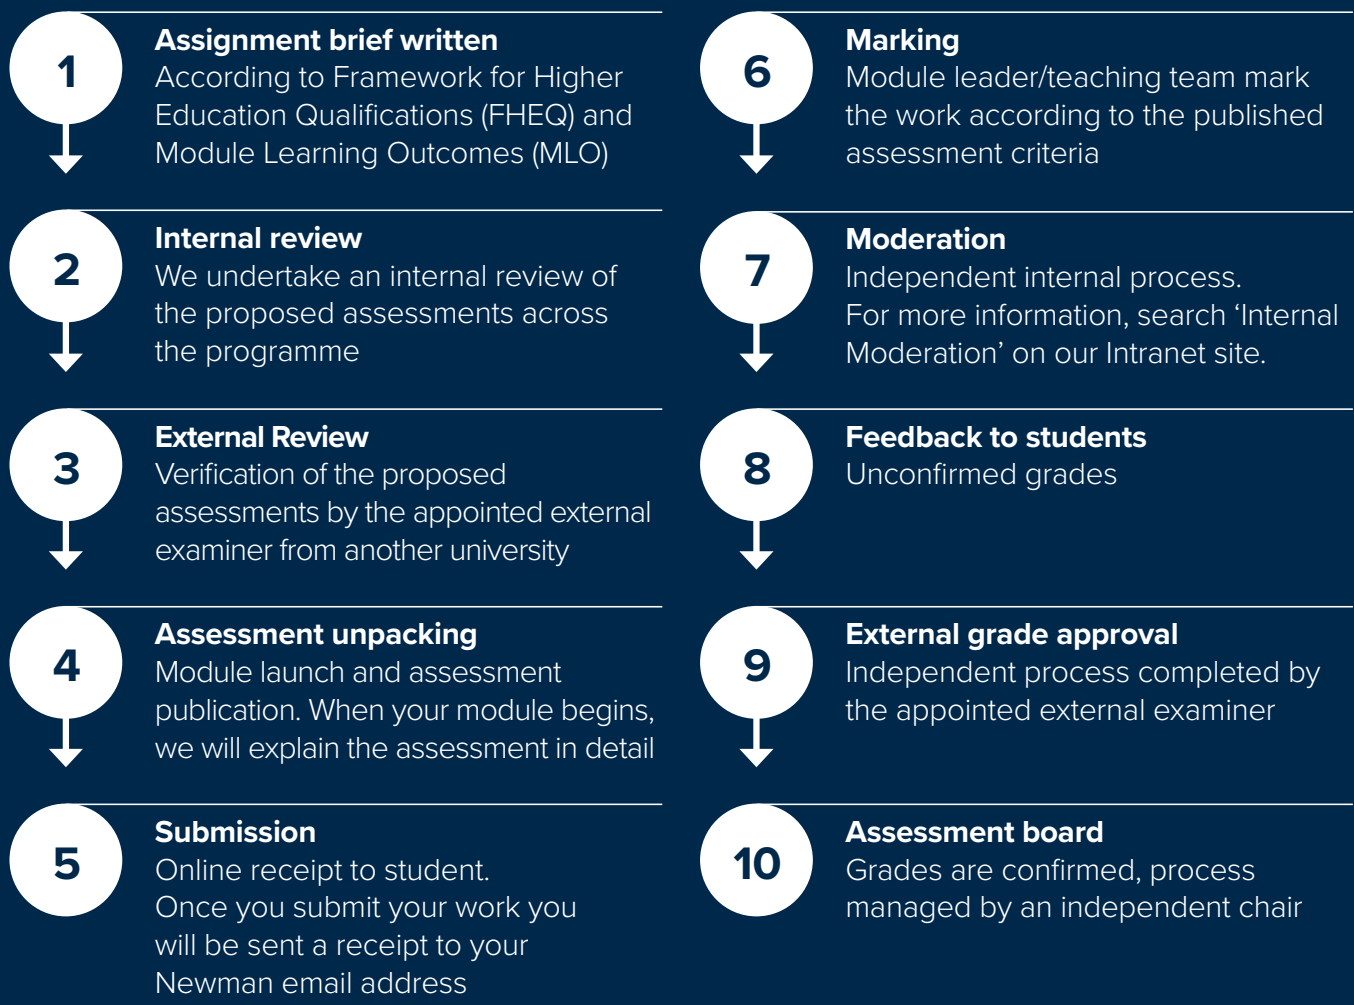 1
Assignment brief written
According to Framework for Higher
Education Qualifications (FHEQ) and
Module Learning Outcomes (MLO)
2
Internal review
We undertake an internal review of
the proposed assessments across
the programme
3
External Review
Verification of the proposed
assessments by the appointed external
examiner from another university
4
Assessment unpacking
Module launch and assessment
publication. When your module begins,
we will explain the assessment in detail
5
Submission
Online receipt to student.
Once you submit your work you
will be sent a receipt to your
Newman email address
6
Marking
Module leader/teaching team mark
the work according to the published
assessment criteria
7
Moderation
Independent internal process.
For more information, search ‘Internal
Moderation’ on our Intranet site.
8
Feedback to students
Unconfirmed grades
9
External grade approval
Independent process completed by
the appointed external examiner
10
Assessment board
Grades are confirmed, process
managed by an independent chair